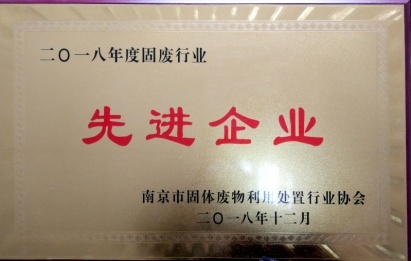 二〇一八年度固废行业
先进企业
南京市固体废物利用处置行业协会
二〇一八年十二月